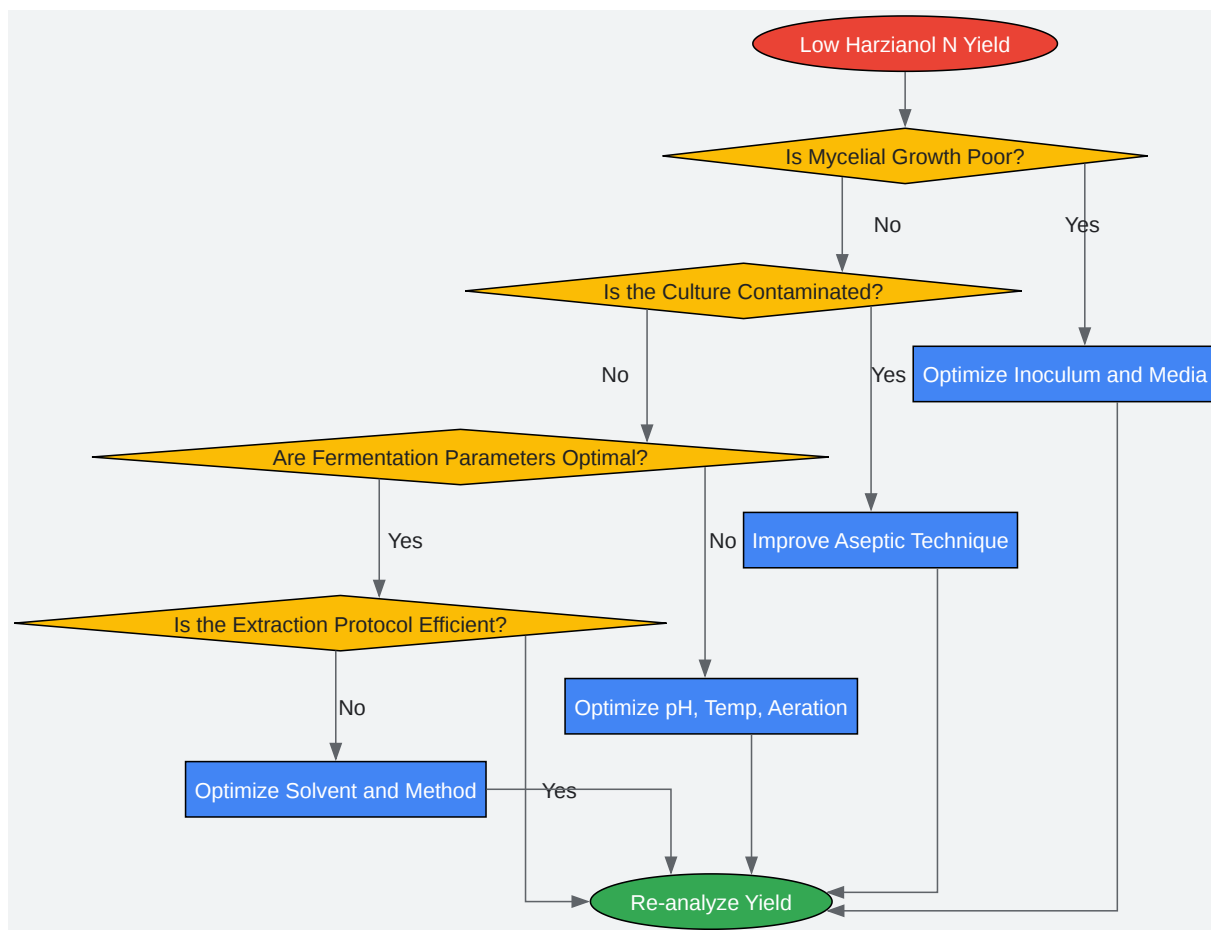 Low Harzianol N Yield
Is Mycelial Growth Poor?
No
Yes
Is the Culture Contaminated?
No
Yes
Optimize Inoculum and Media
Are Fermentation Parameters Optimal?
Yes
No
Improve Aseptic Technique
Is the Extraction Protocol Efficient?
No
Optimize pH, Temp, Aeration
Optimize Solvent and Method
Yes
Re-analyze Yield